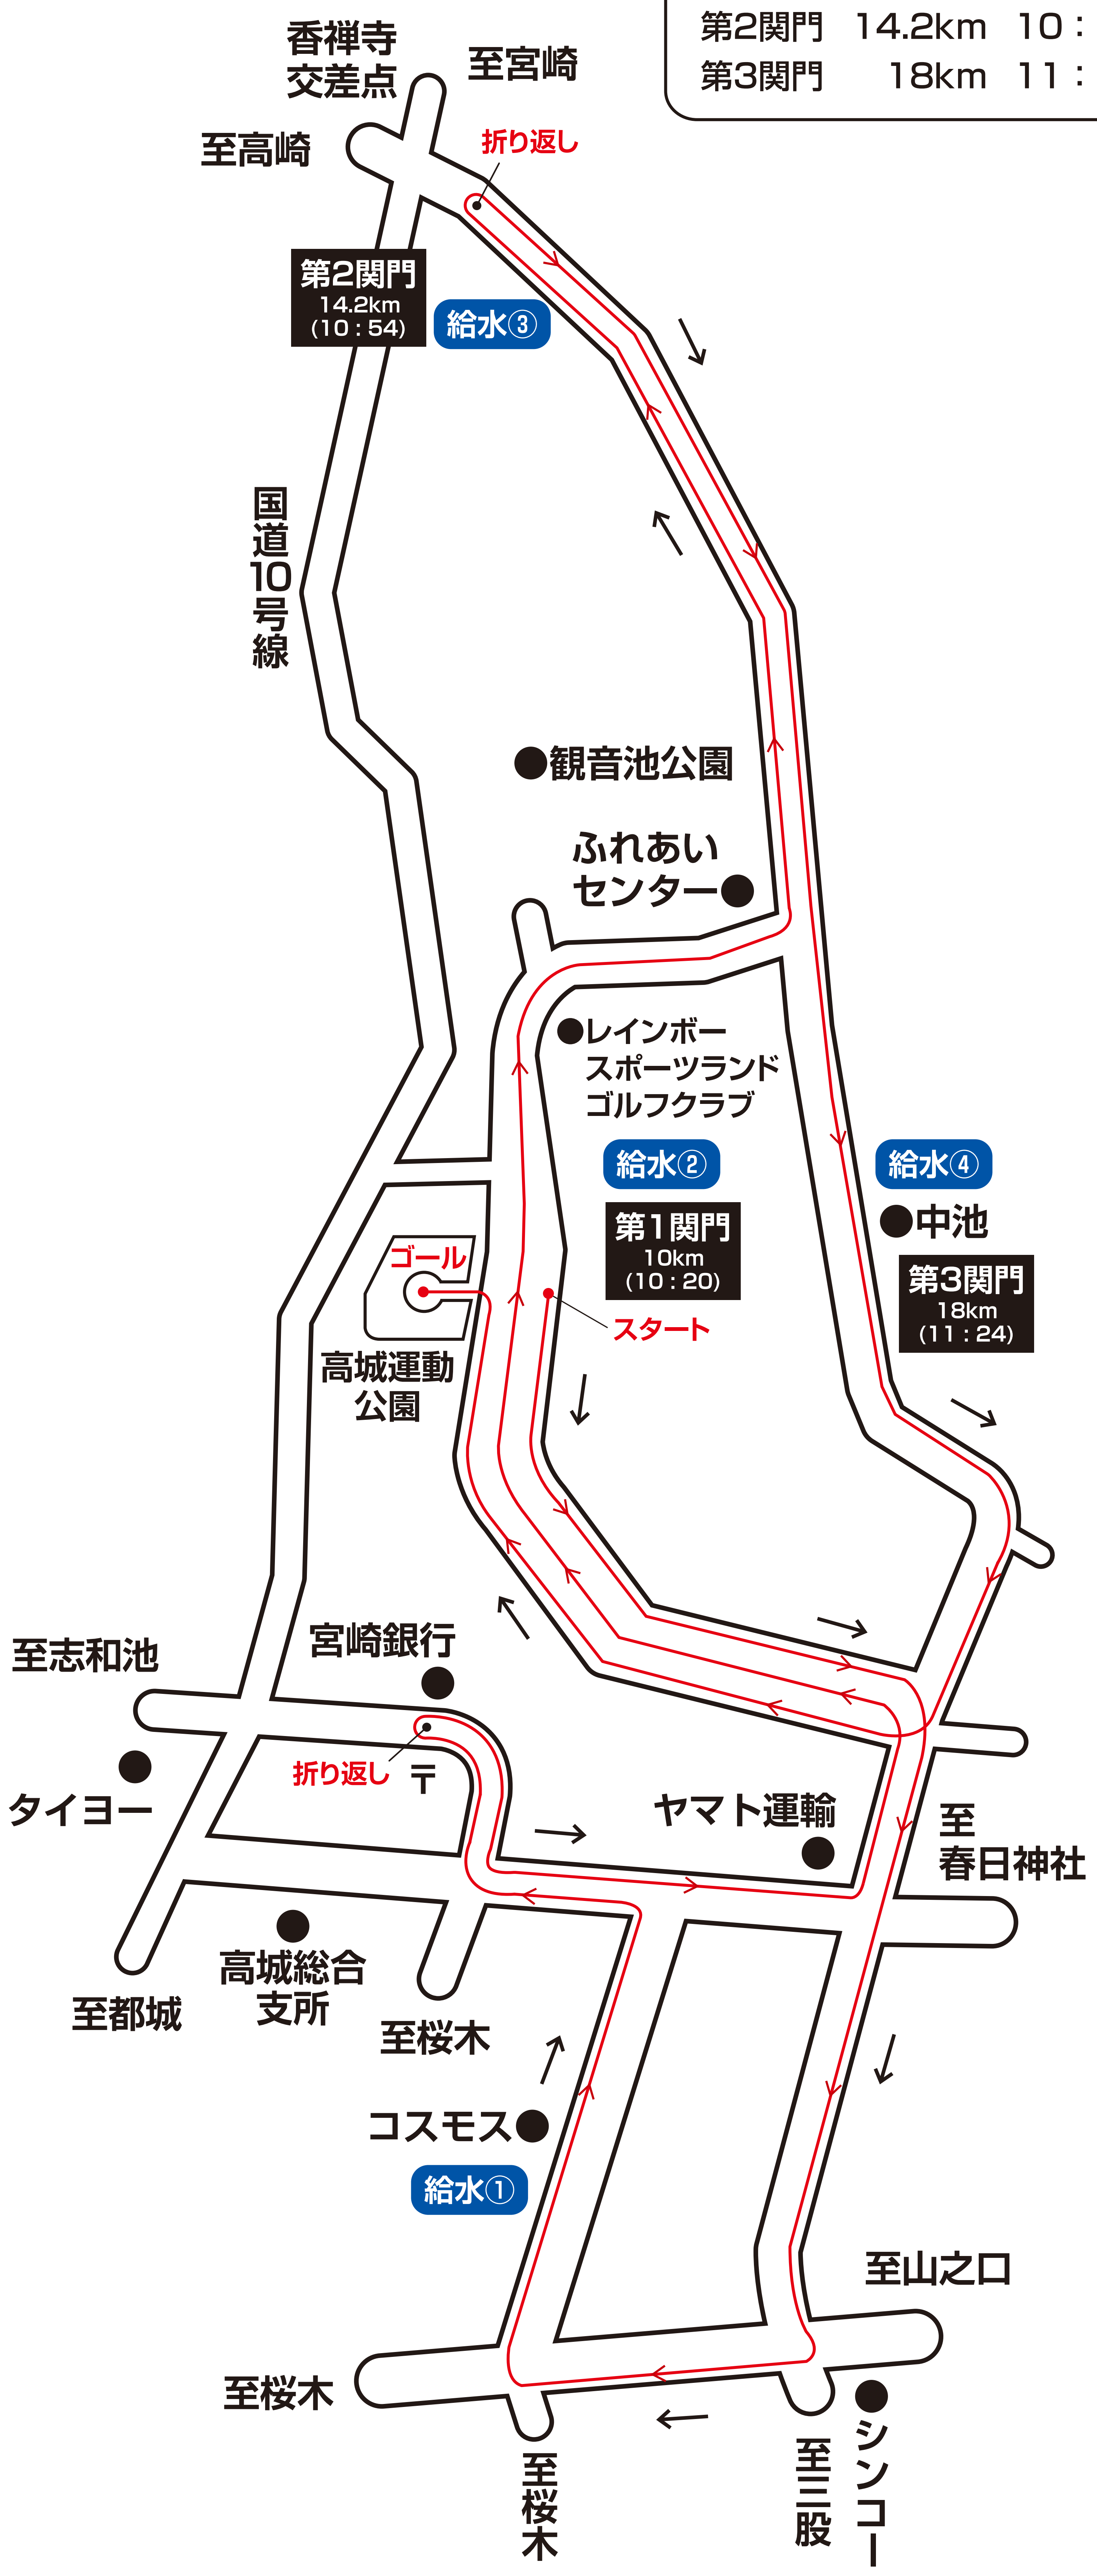 第2関門 14.2km 10：
第3関門 18km 11：
香禅寺
交差点
至宮崎
至高崎
折り返し
第2関門
14.2km
(10：54)
給水③
国道10号線
観音池公園
ふれあい
センター
レインボー
スポーツランド
ゴルフクラブ
給水②
給水④
第1関門
10km
(10：20)
中池
第3関門
18km
(11：24)
ゴール
スタート
高城運動
公園
宮崎銀行
至志和池
折り返し
〒
タイヨー
ヤマト運輸
至
春日神社
高城総合
支所
至都城
至桜木
コスモス
給水①
至山之口
至桜木
至桜木
至三股
シンコー